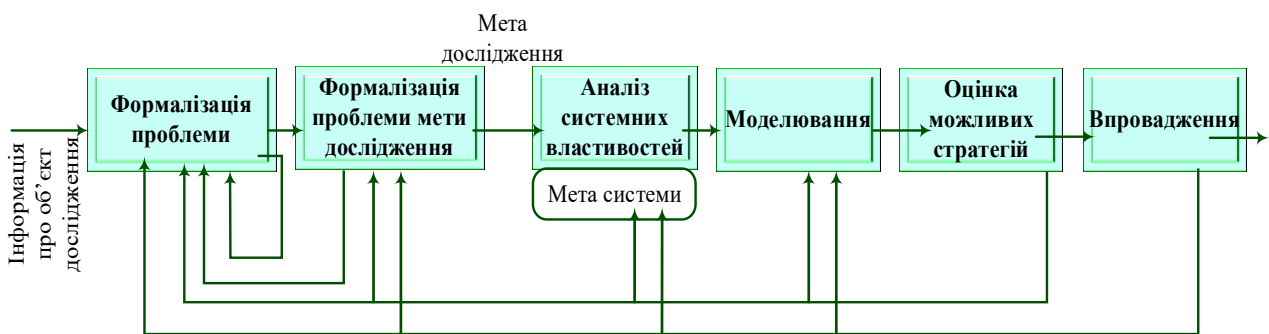 Інформація
про об’єкт
дослідження
Формалізація
проблеми
Формалізація
проблеми мети
дослідження
Мета
дослідження
Аналіз
системних
властивостей
Мета системи
Моделювання
Оцінка
можливих
стратегій
Впровадження